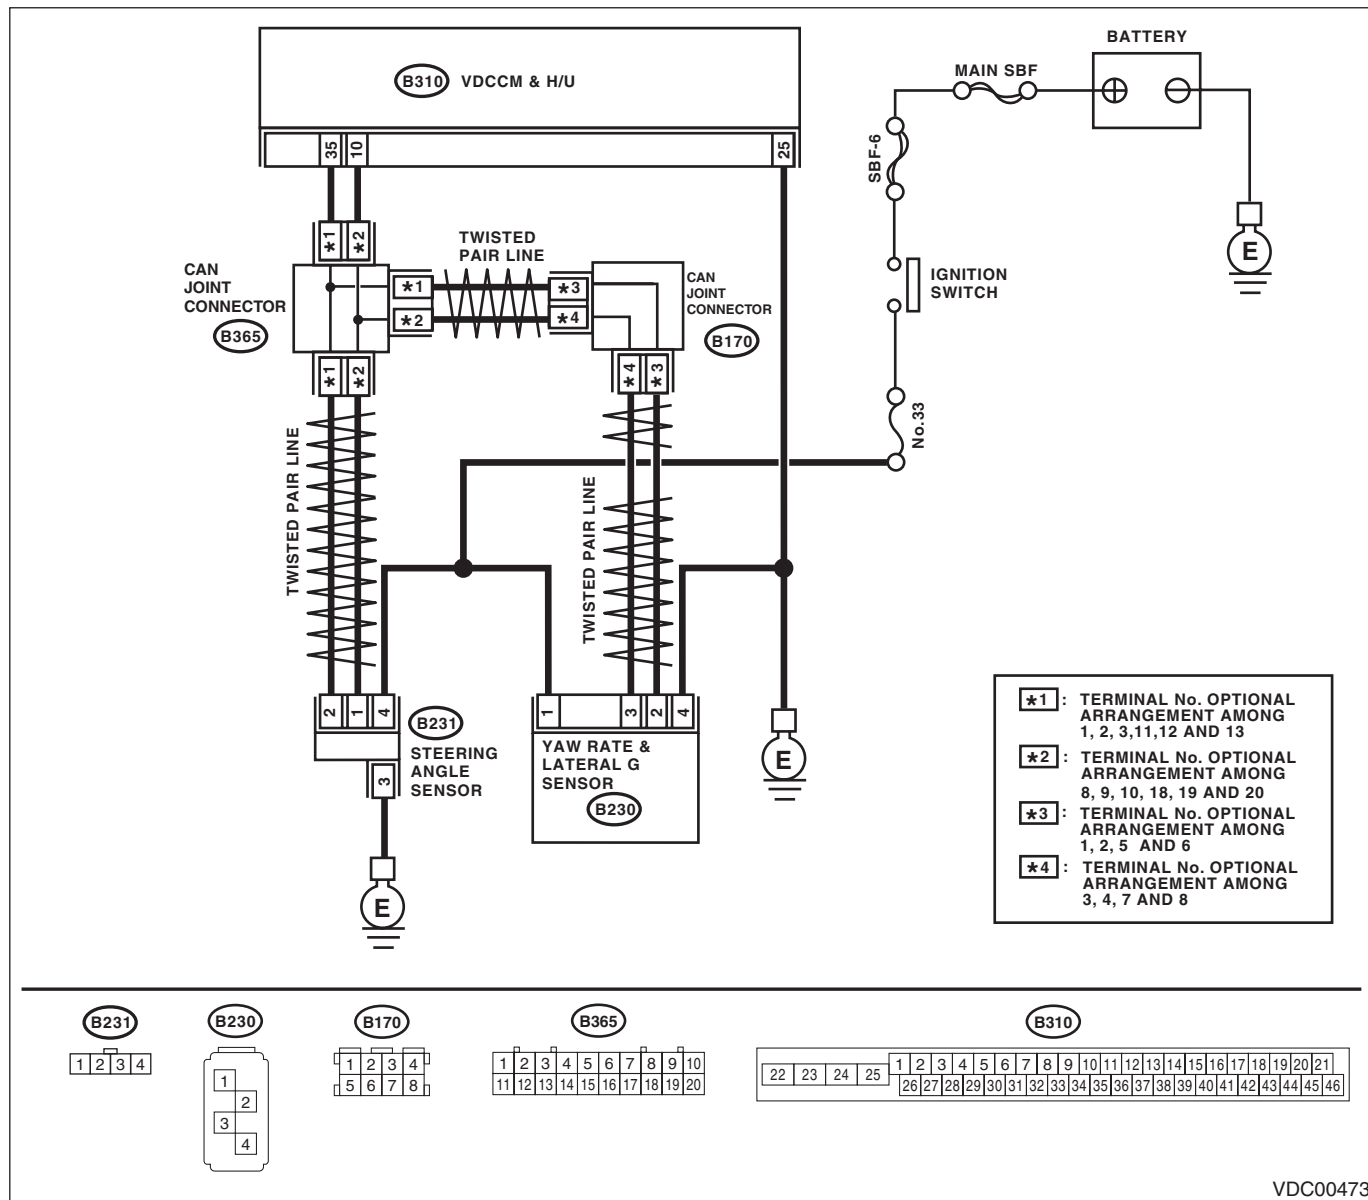 BATTERY
MAIN SBF
B310 VDCCM & H/U
SBF-6
35 10 25
*1 *2
TWISTED
PAIR LINE
CAN
JOINT
CONNECTOR
B365
*1 *3
*2 *4
CAN
JOINT
CONNECTOR
B170
IGNITION
SWITCH
E
*1 *2
*4 *3
No.33
TWISTED PAIR LINE
TWISTED PAIR LINE
2 1 4
B231
STEERING
ANGLE
SENSOR
3
E
1 3 2 4
YAW RATE &
LATERAL G
SENSOR
B230
E
*1 : TERMINAL No. OPTIONAL
ARRANGEMENT AMONG
1, 2, 3,11,12 AND 13
*2 : TERMINAL No. OPTIONAL
ARRANGEMENT AMONG
8, 9, 10, 18, 19 AND 20
*3 : TERMINAL No. OPTIONAL
ARRANGEMENT AMONG
1, 2, 5 AND 6
*4 : TERMINAL No. OPTIONAL
ARRANGEMENT AMONG
3, 4, 7 AND 8
B231
1 2 3 4
B230
1
2
3
4
B170
1 2 3 4
5 6 7 8
B365
1 2 3 4 5 6 7 8 9 10
11 12 13 14 15 16 17 18 19 20
B310
22 23 24 25
1 2 3 4 5 6 7 8 9 10 11 12 13 14 15 16 17 18 19 20 21
26 27 28 29 30 31 32 33 34 35 36 37 38 39 40 41 42 43 44 45 46
VDC00473